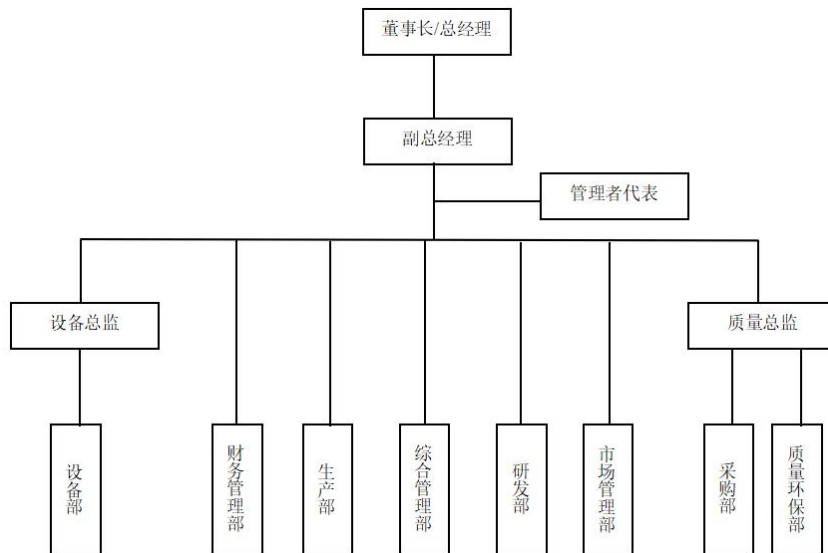 董事长/总经理
副总经理
管理者代表
设备总监
质量总监
设备部
财务管理部
生产部
综合管理部
研发部
市场管理部
采购部
质量环保部